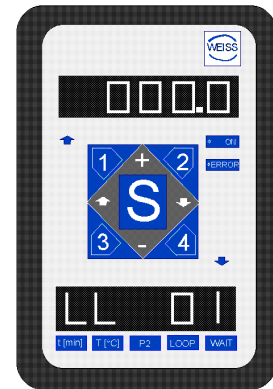 WEISS
000.0
ON
ERROR
1 + 2
S
3 - 4
LL 01
t [min] T [°C] P2 LOOP WAIT